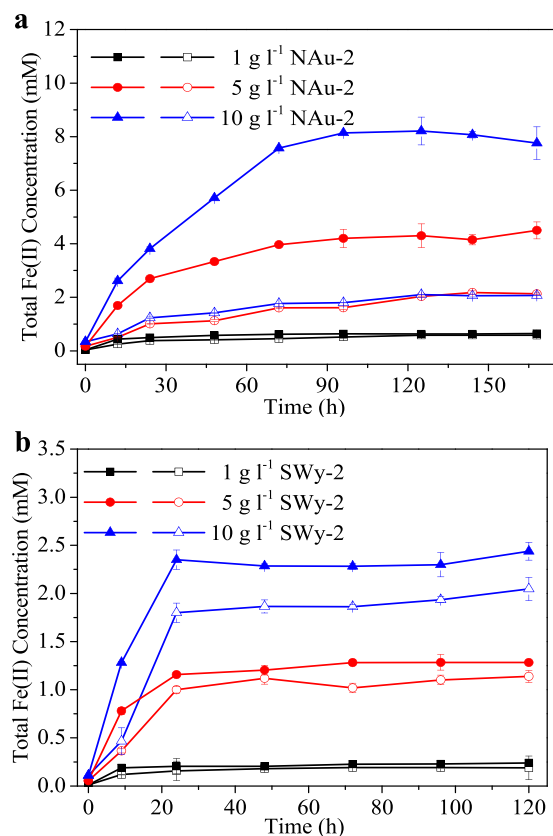 a
12
10
8
6
4
2
0
Total Fe(II) Concentration (mM)
1 g l⁻¹ NAu-2
5 g l⁻¹ NAu-2
10 g l⁻¹ NAu-2
0 30 60 90 120 150
Time (h)
b
3.5
3.0
2.5
2.0
1.5
1.0
0.5
0.0
Total Fe(II) Concentration (mM)
1 g l⁻¹ SWy-2
5 g l⁻¹ SWy-2
10 g l⁻¹ SWy-2
0 20 40 60 80 100 120
Time (h)